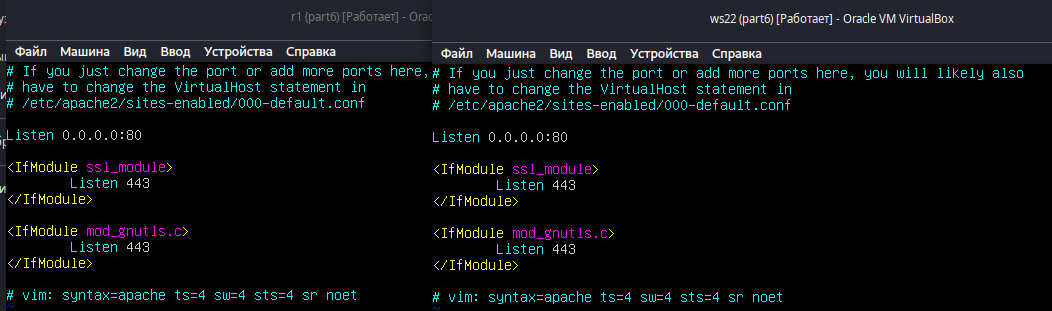 r1 (part6) [Работает] - Or
Файл Машина Вид Ввод Устройства Справка
# If you just change the port or add more ports here,
# have to change the VirtualHost statement in
# /etc/apache2/sites-enabled/000-default.conf
Listen 0.0.0.0:80
<IfModule ssl_module>
Listen 443
</IfModule>
<IfModule mod_gnutls.c>
Listen 443
</IfModule>
# vim: syntax=apache ts=4 sw=4 sts=4 sr noet
ws22 (part6) [Работает] - Oracle VM VirtualBox
Файл Машина Вид Ввод Устройства Справка
# If you just change the port or add more ports here, you will likely also
# have to change the VirtualHost statement in
# /etc/apache2/sites-enabled/000-default.conf
Listen 0.0.0.0:80
<IfModule ssl_module>
Listen 443
</IfModule>
<IfModule mod_gnutls.c>
Listen 443
</IfModule>
# vim: syntax=apache ts=4 sw=4 sts=4 sr noet